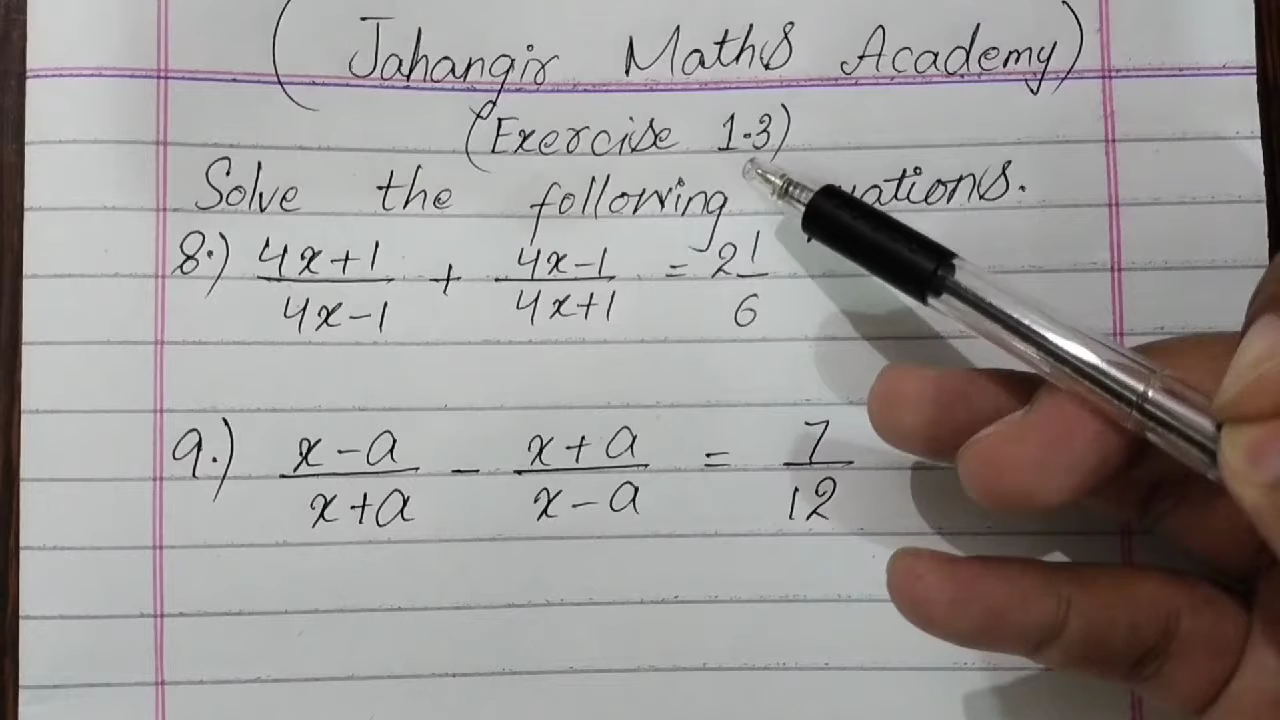 (Jahangir Maths Academy)
(Exercise 1.3)
Solve the following uations.
8.) (4x+1)/(4x-1) + (4x-1)/(4x+1) = 2 1/6
9.) (x-a)/(x+a) - (x+a)/(x-a) = 7/12